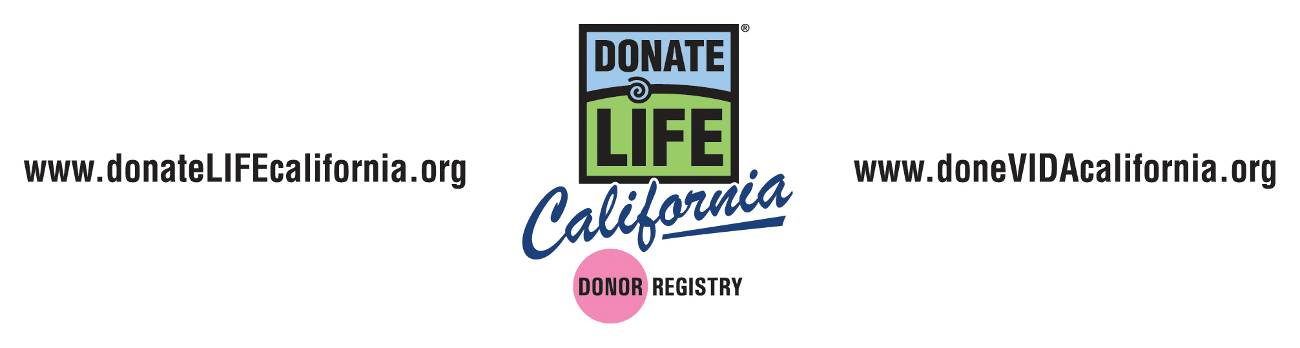 DONATE®
LIFE
www.donateLIFEcalifornia.org
www.doneVIDAcalifornia.org
California
DONOR REGISTRY